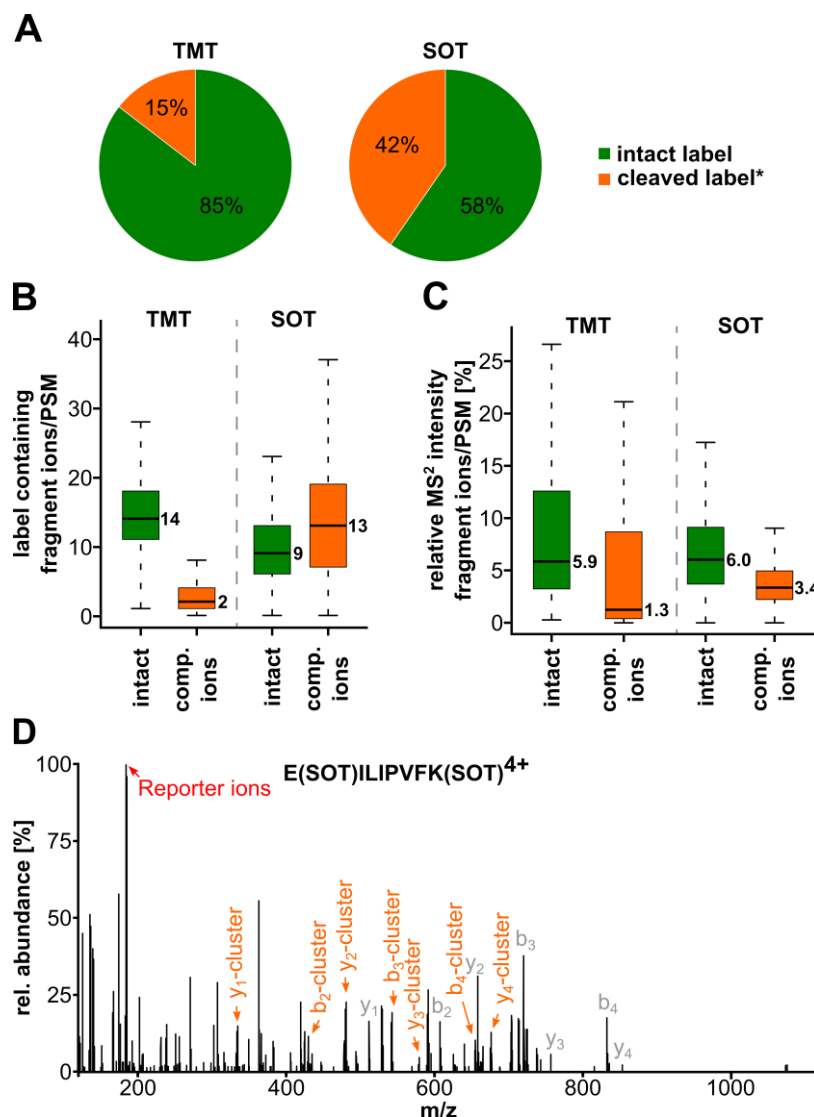 A
TMT
SOT
15%
85%
42%
58%
intact label
cleaved label*
B
TMT
SOT
label containing
fragment ions/PSM
40
30
20
10
0
14
2
9
13
intact
comp.
ions
intact
comp.
ions
C
TMT
SOT
relative MS² intensity
fragment ions/PSM [%]
25
20
15
10
5
0
5.9
1.3
6.0
3.4
intact
comp.
ions
intact
comp.
ions
D
E(SOT)ILIPVFK(SOT)⁴⁺
rel. abundance [%]
100
75
50
25
0
Reporter ions
y₁-cluster
b₂-cluster
y₂-cluster
b₃-cluster
y₃-cluster
b₄-cluster
y₄-cluster
y₁
b₂
y₂
b₃
y₃
b₄
y₄
200
400
600
800
1000
m/z